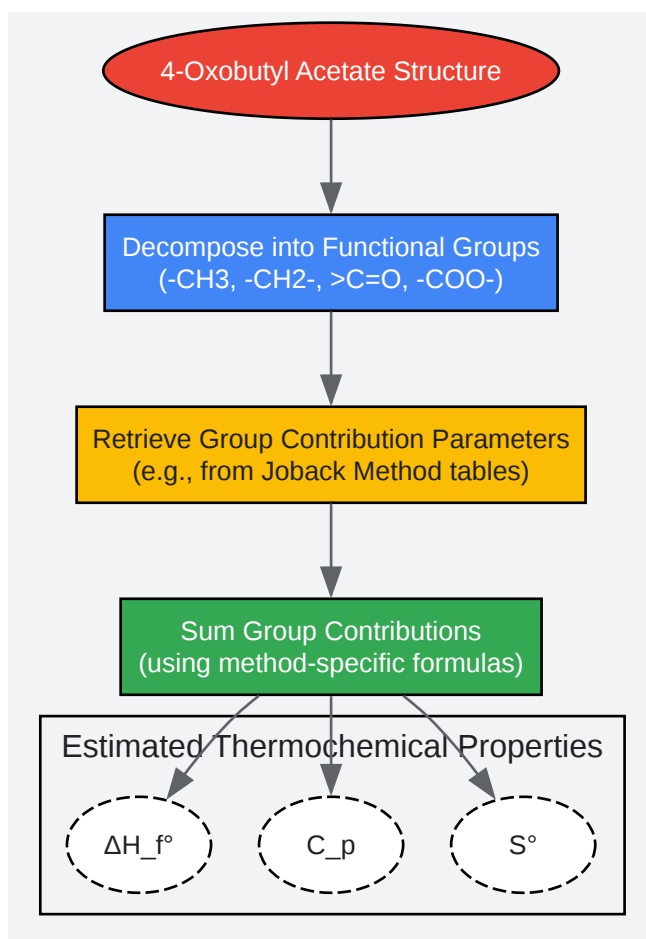 4-Oxobutyl Acetate Structure
Decompose into Functional Groups
(-CH3, -CH2-, >C=O, -COO-)
Retrieve Group Contribution Parameters
(e.g., from Joback Method tables)
Sum Group Contributions
(using method-specific formulas)
Estimated Thermochemical Properties
ΔH_f°
C_p
S°